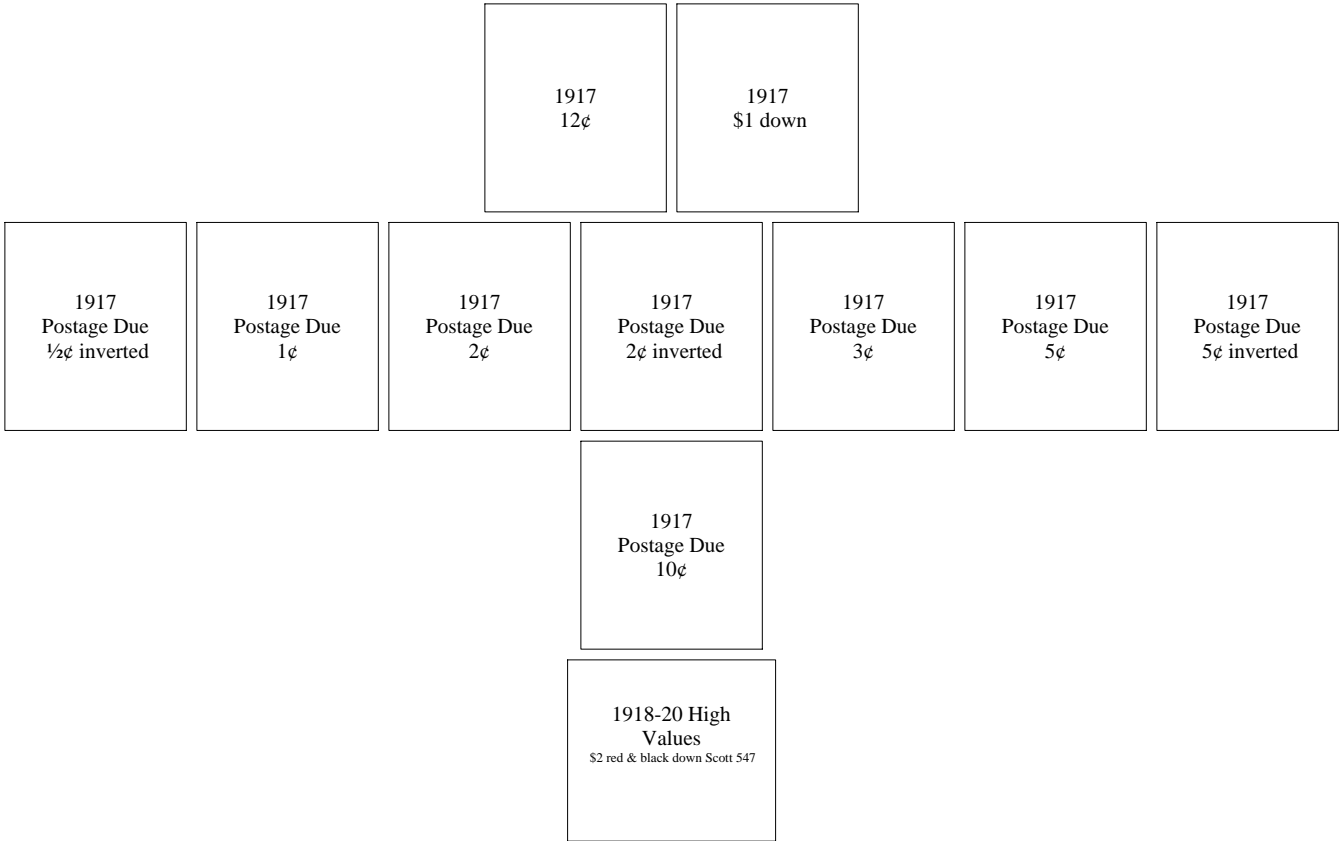 1917
12¢
1917
$1 down
1917
Postage Due
½¢ inverted
1917
Postage Due
1¢
1917
Postage Due
2¢
1917
Postage Due
2¢ inverted
1917
Postage Due
3¢
1917
Postage Due
5¢
1917
Postage Due
5¢ inverted
1917
Postage Due
10¢
1918-20 High
Values
$2 red & black down Scott 547